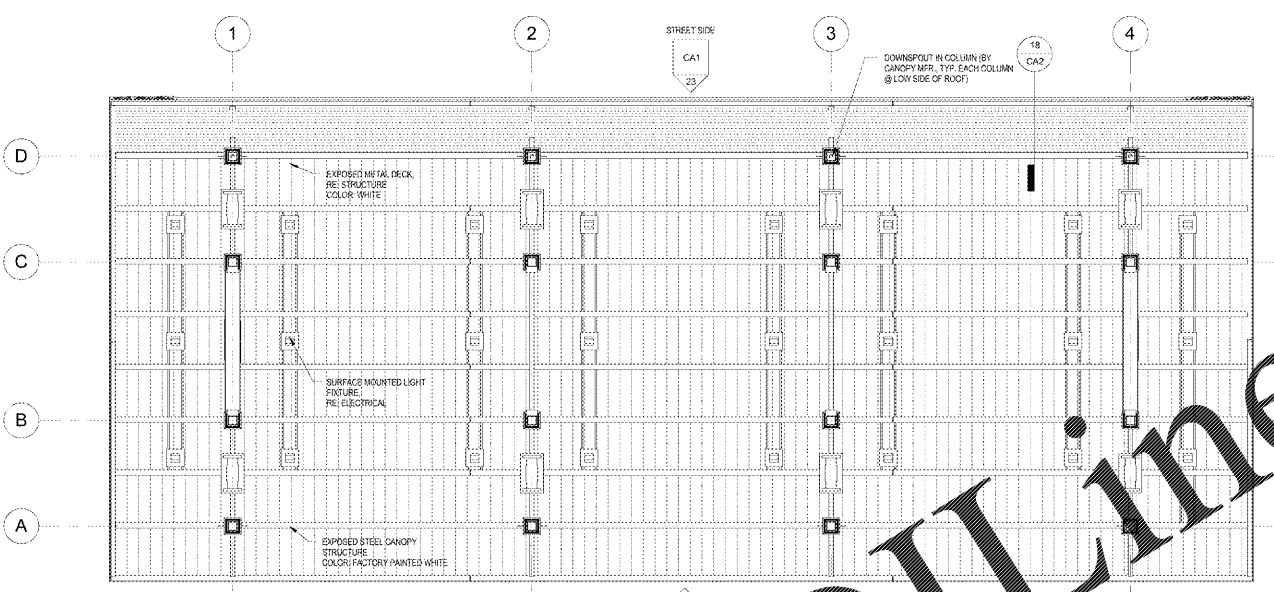 1
2
3
4
STREET SIDE
CA1
23
DOWNSPOUT IN COLUMN (BY
CANOPY MFR., TYP. EACH COLUMN
@ LOW SIDE OF ROOF)
18
CA2
D
EXPOSED METAL DECK,
RE: STRUCTURE
COLOR: WHITE
C
SURFACE MOUNTED LIGHT
FIXTURE,
RE: ELECTRICAL
B
A
EXPOSED STEEL CANOPY
STRUCTURE
COLOR: FACTORY PAINTED WHITE